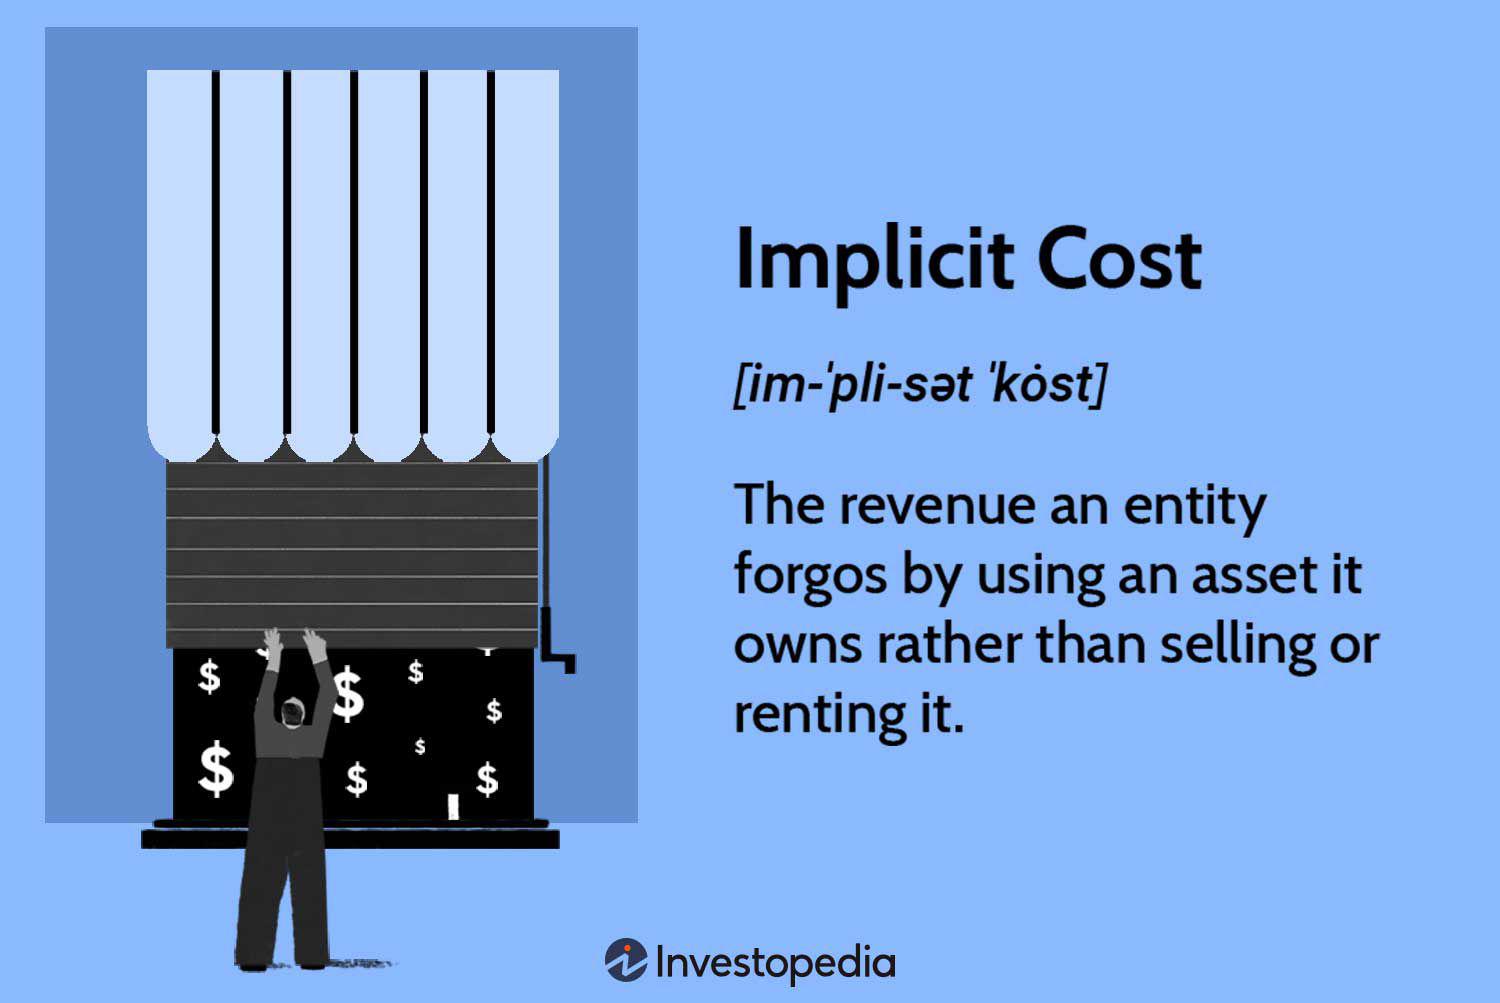 Implicit Cost
[im-ˈpli-sət ˈkȯst]
The revenue an entity
forgos by using an asset it
owns rather than selling or
renting it.
$ $ $
$ $
$ $ $ $
Investopedia